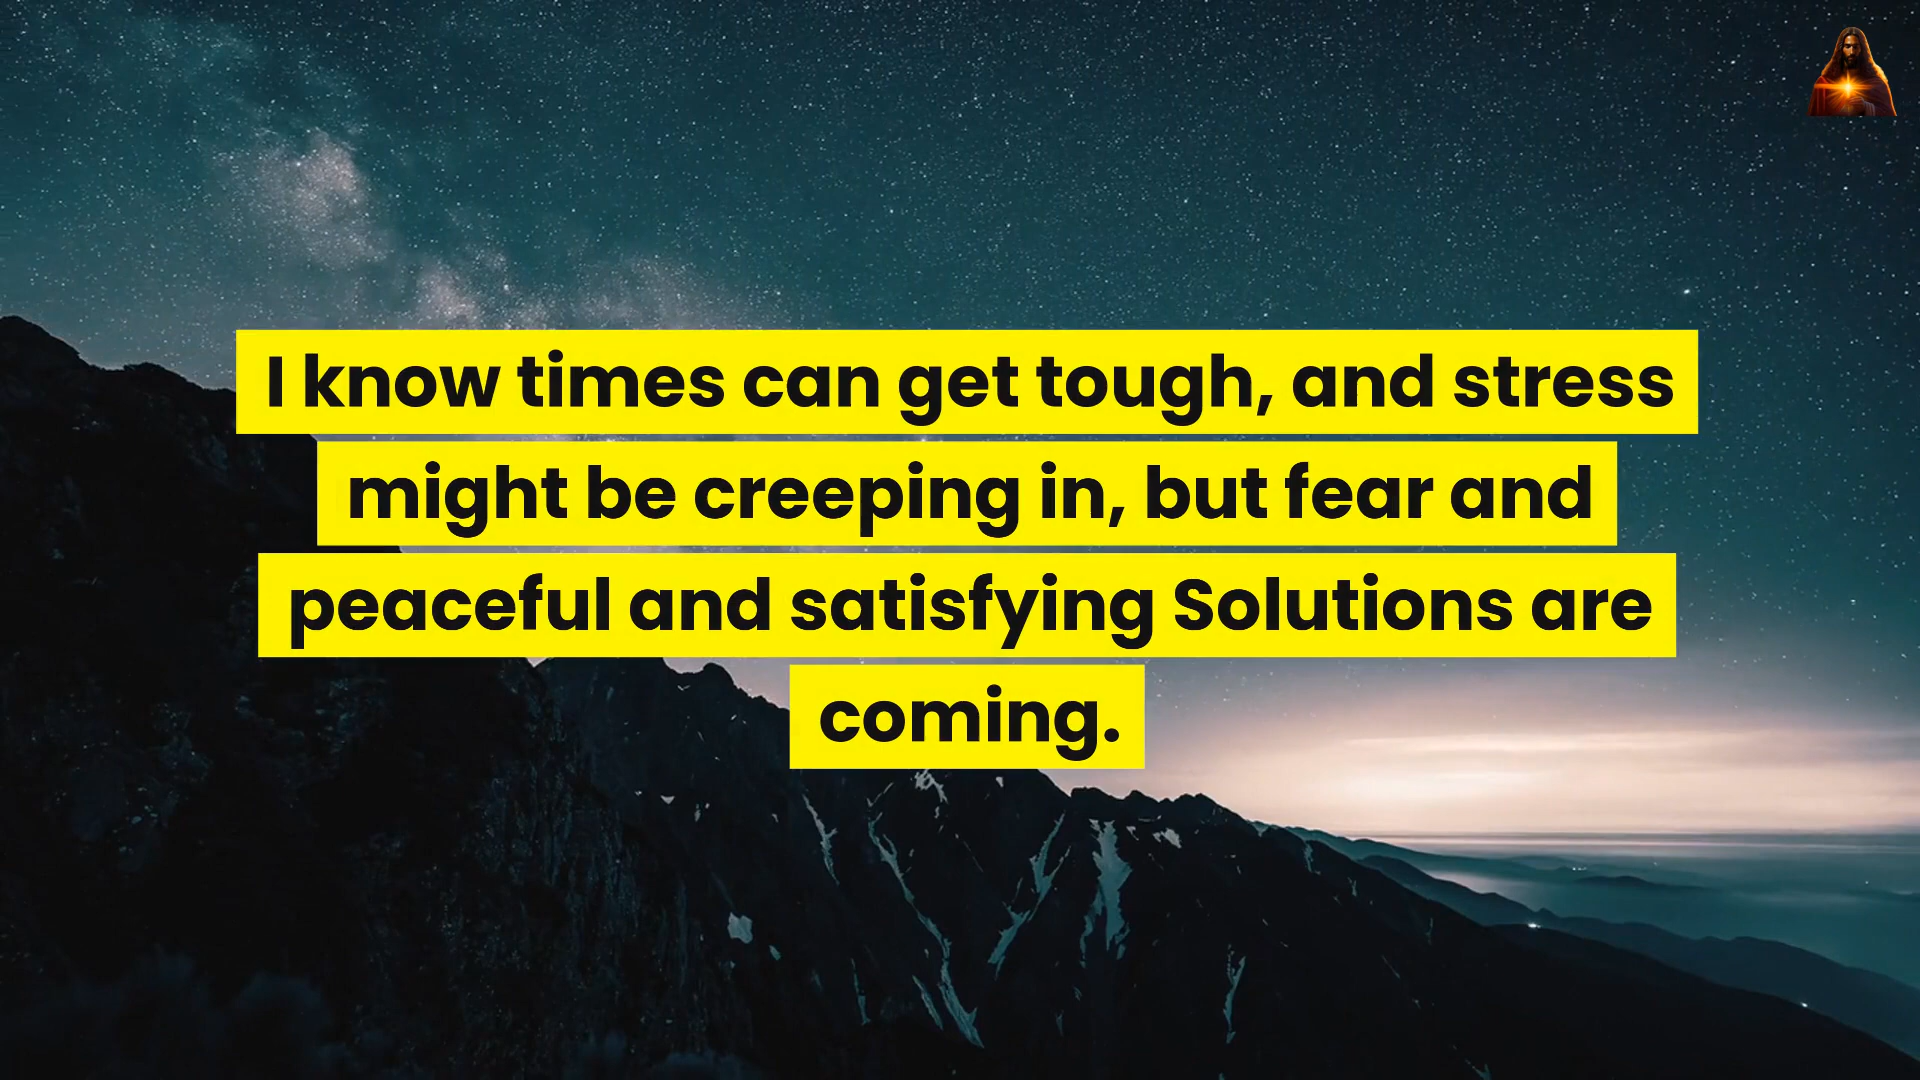 I know times can get tough, and stress
might be creeping in, but fear and
peaceful and satisfying Solutions are
coming.